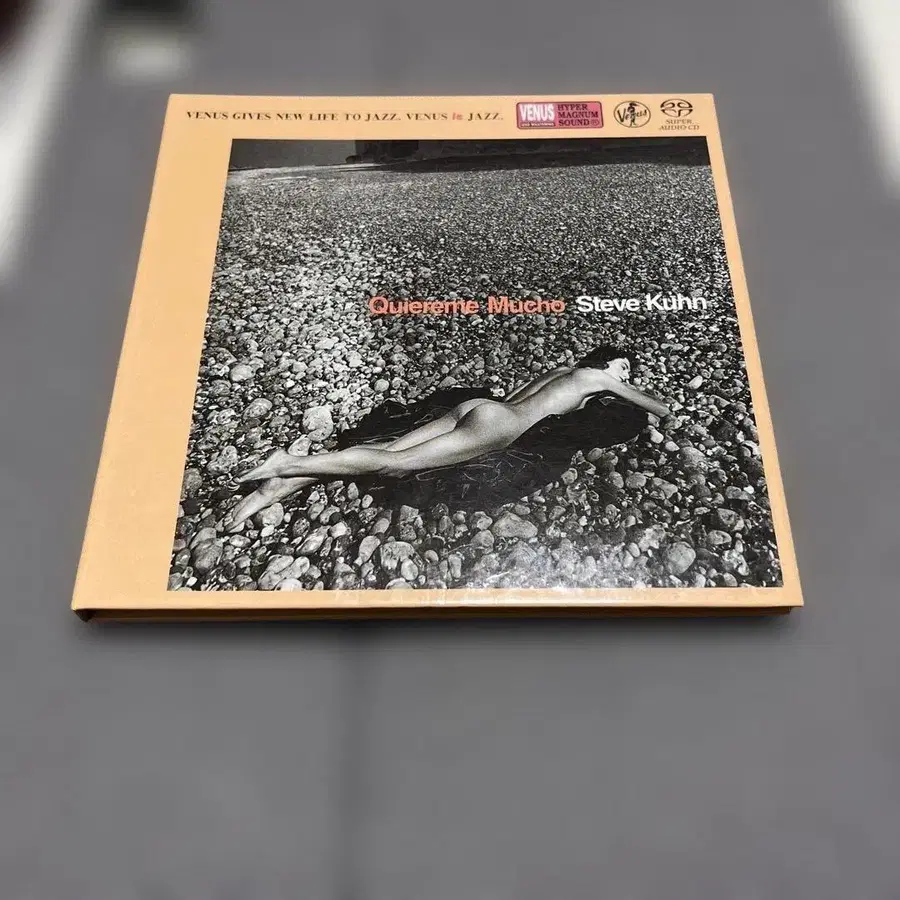 VENUS GIVES NEW LIFE TO JAZZ. VENUS is JAZZ.
VENUS
HYPER
MAGNUM
SOUND
Venus
SUPER
AUDIO CD
Quiereme Mucho Steve Kuhn